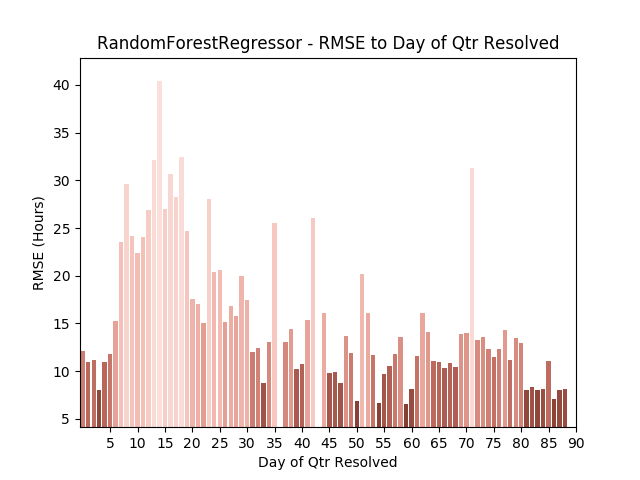 RandomForestRegressor - RMSE to Day of Qtr Resolved
RMSE (Hours)
40
35
30
25
20
15
10
5
5 10 15 20 25 30 35 40 45 50 55 60 65 70 75 80 85 90
Day of Qtr Resolved